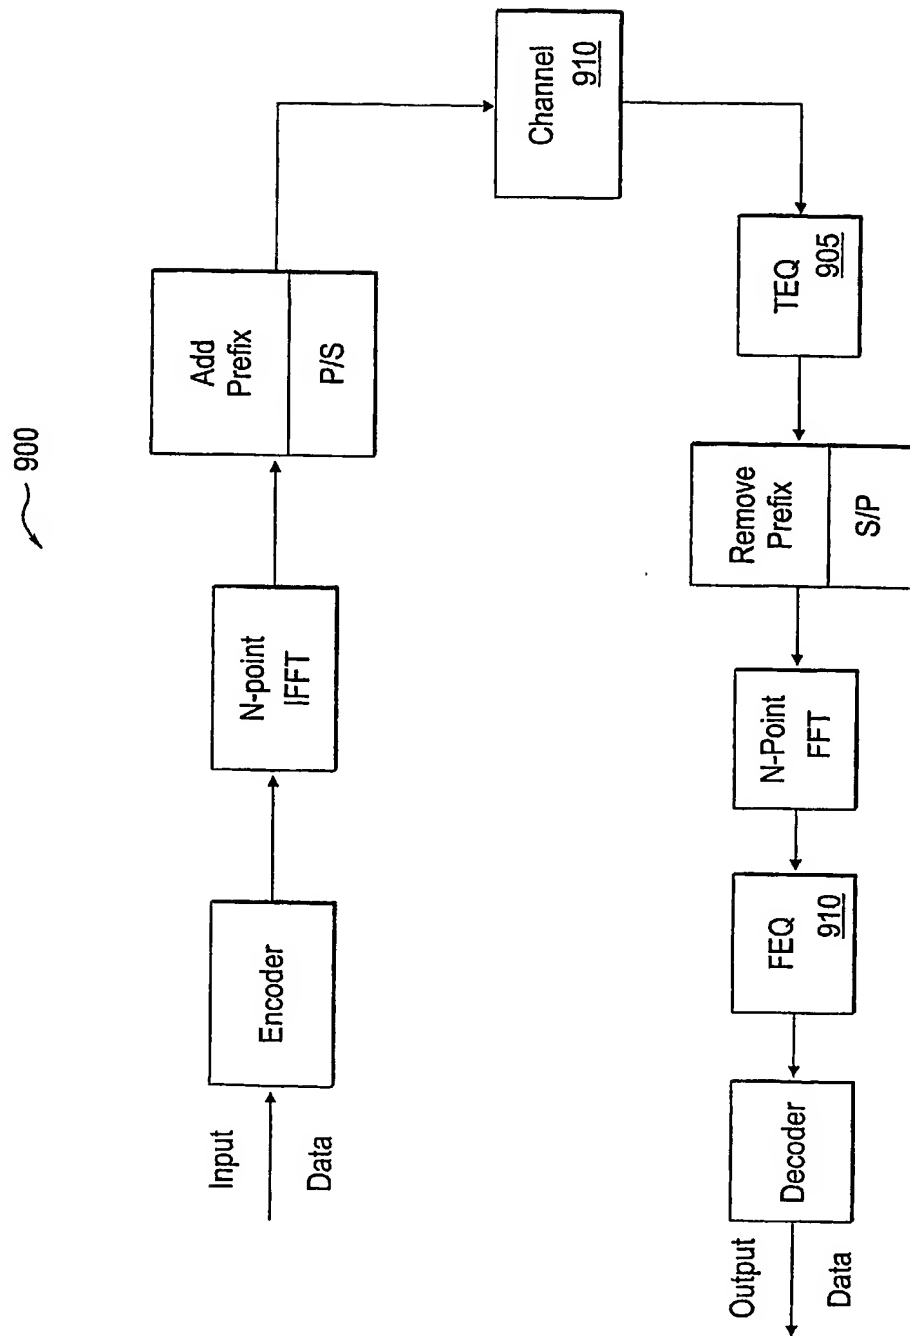 900
Input
Data
Encoder
N-point
IFFT
Add
Prefix
P/S
Channel
910
TEQ
905
Remove
Prefix
S/P
N-Point
FFT
FEQ
910
Decoder
Output
Data